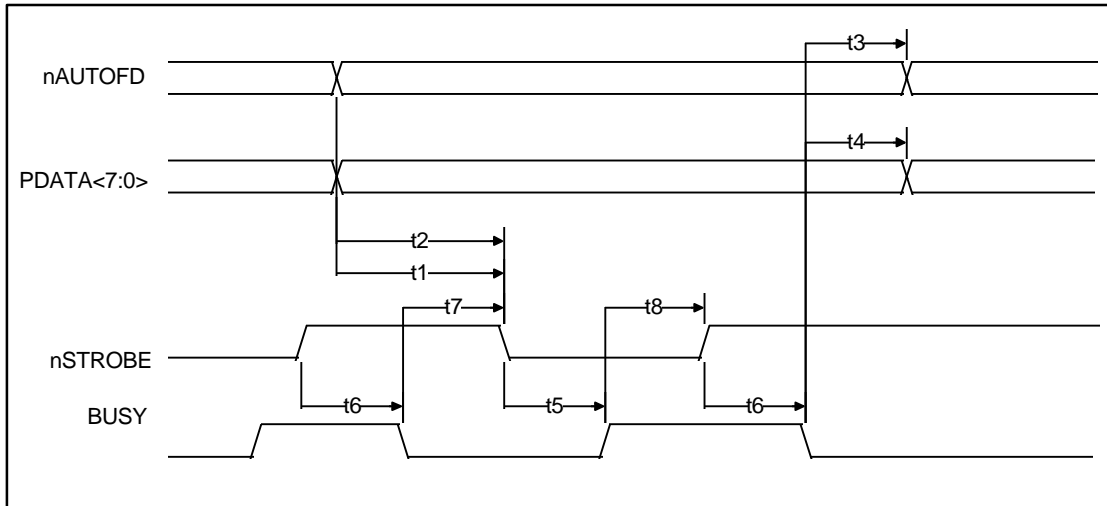 t3
nAUTOFD
t4
PDATA<7:0>
t2
t1
t7
t8
nSTROBE
t6
t5
t6
BUSY